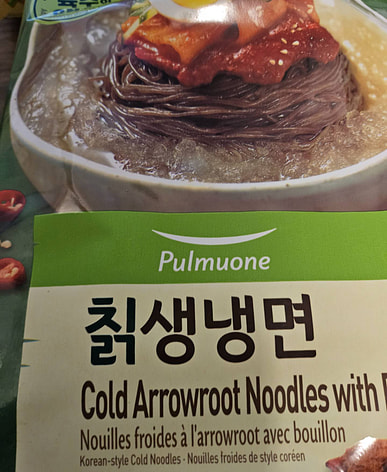 Pulmuone
칡생냉면
Cold Arrowroot Noodles with
Nouilles froides à l'arrowroot avec bouillon
Korean-style Cold Noodles · Nouilles froides de style coréen